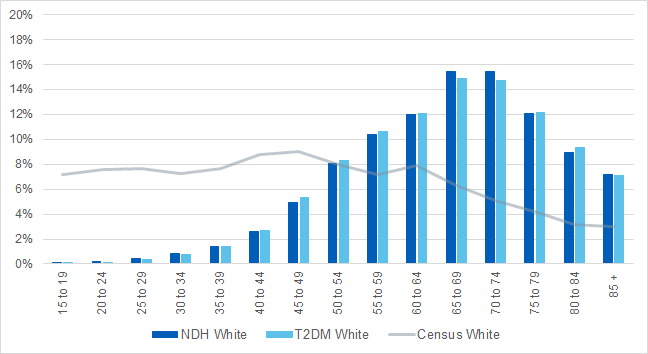 20%
18%
16%
14%
12%
10%
8%
6%
4%
2%
0%
15 to 19
20 to 24
25 to 29
30 to 34
35 to 39
40 to 44
45 to 49
50 to 54
55 to 59
60 to 64
65 to 69
70 to 74
75 to 79
80 to 84
85 +
NDH White
T2DM White
Census White